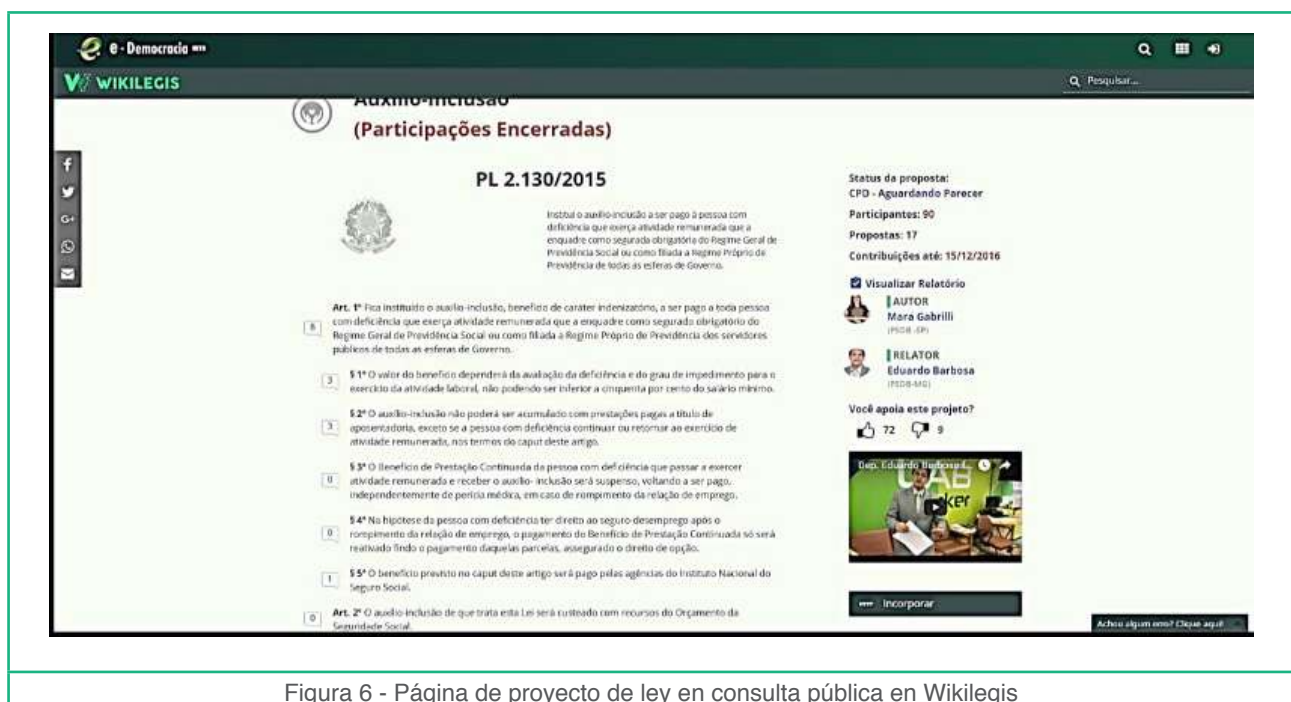 e - Democracia
WIKILEGIS
Pesquisar...
Auxílio-Inclusão
(Participações Encerradas)
PL 2.130/2015
Institui o auxílio-inclusão a ser pago à pessoa com
deficiência que exerça atividade remunerada que a
enquadre como segurada obrigatória do Regime Geral de
Previdência Social ou como filiada a Regime Próprio de
Previdência de todas as esferas de Governo.
Art. 1º Fica instituído o auxílio-inclusão, benefício de caráter indenizatório, a ser pago a toda pessoa
com deficiência que exerça atividade remunerada que a enquadre como segurado obrigatório do
Regime Geral de Previdência Social ou como filiada a Regime Próprio de Previdência dos servidores
públicos de todas as esferas de Governo.
3 § 1º O valor do benefício dependerá da avaliação da deficiência e do grau de impedimento para o
exercício da atividade laboral, não podendo ser inferior a cinquenta por cento do salário mínimo.
§ 2º O auxílio-inclusão não poderá ser acumulado com prestações pagas a título de
3 aposentadoria, exceto se a pessoa com deficiência continuar ou retornar ao exercício de
atividade remunerada, nos termos do caput deste artigo.
§ 3º O Benefício de Prestação Continuada da pessoa com deficiência que passar a exercer
0 atividade remunerada e receber o auxílio- inclusão será suspenso, voltando a ser pago,
independentemente de perícia médica, em caso de rompimento da relação de emprego.
§ 4º Na hipótese da pessoa com deficiência ter direito ao seguro-desemprego após o
0 rompimento da relação de emprego, o pagamento do Benefício de Prestação Continuada só será
reativado findo o pagamento daquelas parcelas, assegurado o direito de opção.
1 § 5º O benefício previsto no caput deste artigo será pago pelas agências do Instituto Nacional do
Seguro Social.
0 Art. 2º O auxílio-inclusão de que trata esta Lei será custeado com recursos do Orçamento da
Seguridade Social.
Status da proposta:
CPD - Aguardando Parecer
Participantes: 90
Propostas: 17
Contribuições até: 15/12/2016
Visualizar Relatório
AUTOR
Mara Gabrilli
(PSDB -SP)
RELATOR
Eduardo Barbosa
(PSDB-MG)
Você apoia este projeto?
72 9
Dep. Eduardo Barbosa f...
Incorporar
Achou algum erro? Clique aqui!
Figura 6 - Página de proyecto de ley en consulta pública en Wikilegis